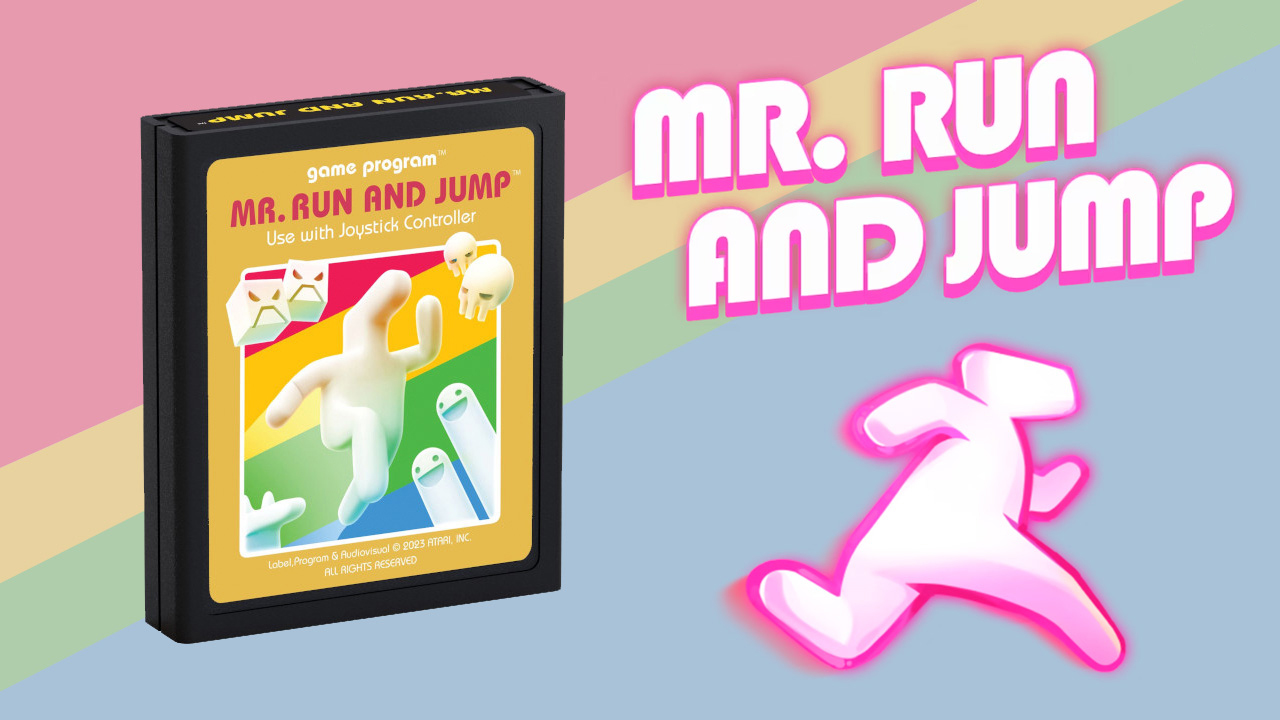 MR. RUN AND JUMP™
game program™
MR. RUN AND JUMP™
Use with Joystick Controller
Label, Program & Audiovisual © 2023 ATARI, INC.
ALL RIGHTS RESERVED
MR. RUN
AND JUMP